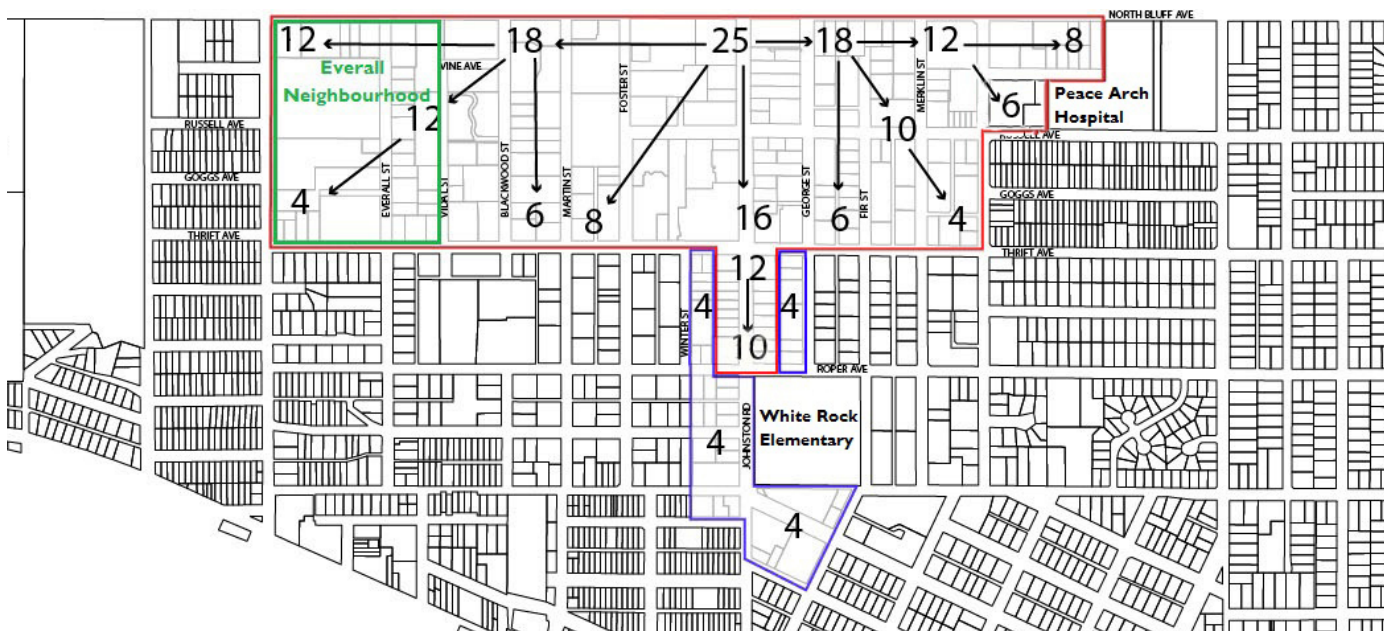 NORTH BLUFF AVE
12
18
25
18
12
8
Everall
Neighbourhood
VINE AVE
FOSTER ST
MERKLIN ST
Peace Arch
Hospital
6
12
10
RUSSELL AVE
RUSSELL AVE
GOGGS AVE
EVERALL ST
VIDAL ST
BLACKWOOD ST
MARTIN ST
GEORGE ST
FIR ST
GOGGS AVE
4
6
8
16
6
4
THRIFT AVE
THRIFT AVE
12
4
4
WINTER ST
10
ROPER AVE
White Rock
Elementary
JOHNSTON RD
4
4